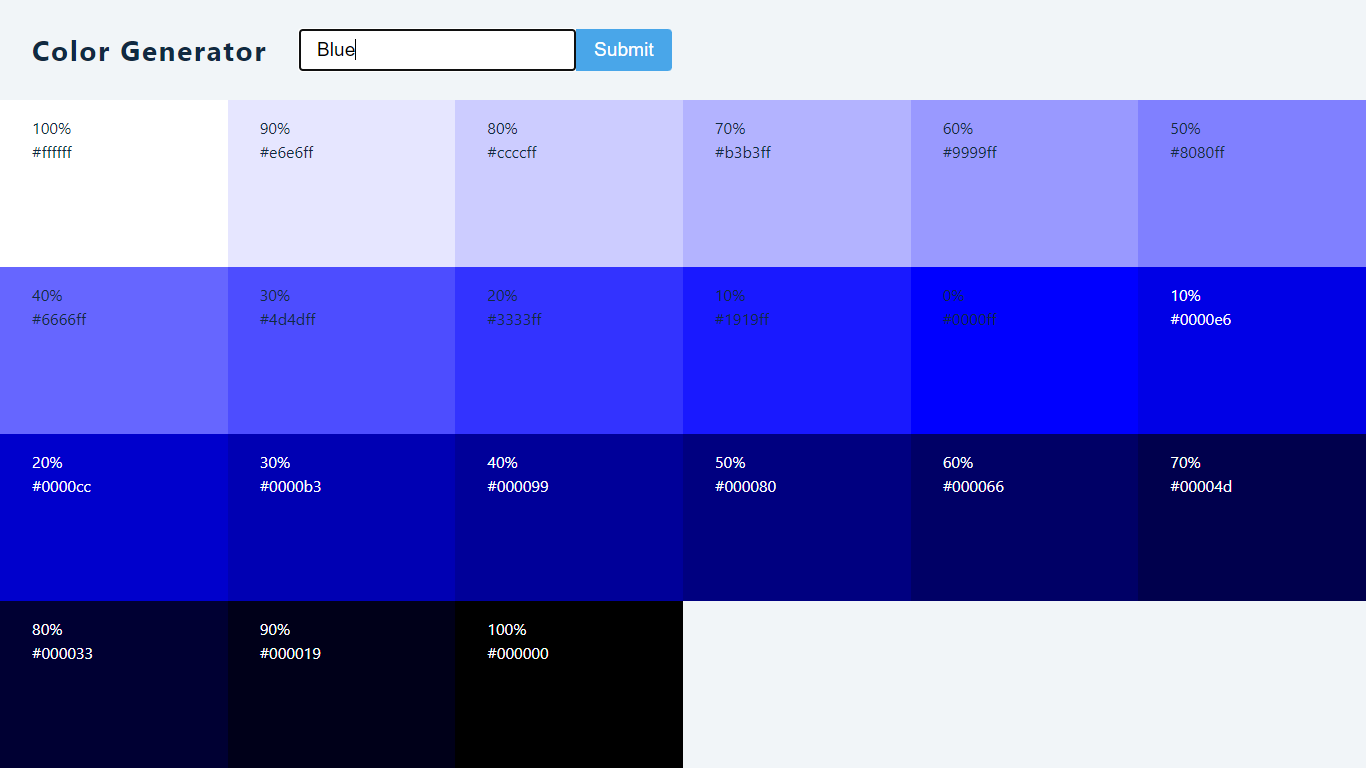 Color Generator
Blue
Submit
100%
#ffffff
90%
#e6e6ff
80%
#ccccff
70%
#b3b3ff
60%
#9999ff
50%
#8080ff
40%
#6666ff
30%
#4d4dff
20%
#3333ff
10%
#1919ff
0%
#0000ff
10%
#0000e6
20%
#0000cc
30%
#0000b3
40%
#000099
50%
#000080
60%
#000066
70%
#00004d
80%
#000033
90%
#000019
100%
#000000